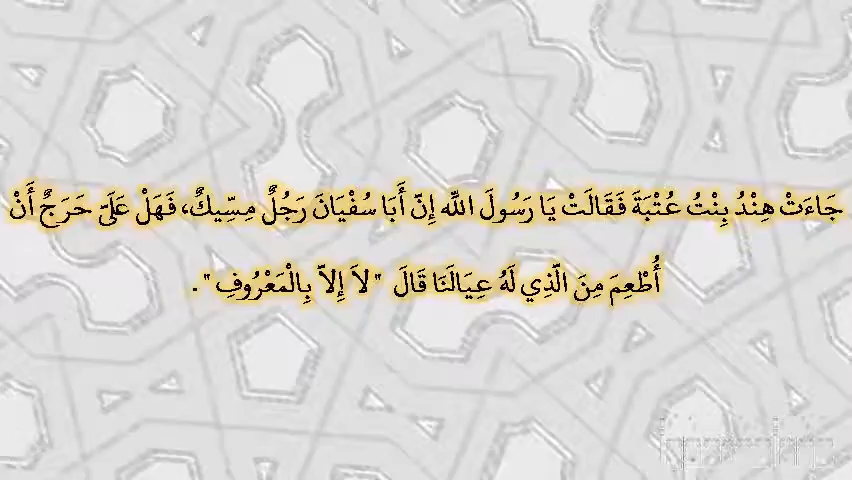 جَاءَتْ هِنْدُ بِنْتُ عُتْبَةَ فَقَالَتْ يَا رَسُولَ اللّٰه إِنّ أَبَا سُفْيَانَ رَجُلٌ مِسِّيكٌ، فَهَلْ عَلَىّ حَرَجٌ أَنْ
أُطْعِمَ مِنَ الّذِي لَهُ عِيَالَنَا قَالَ "لاَ إِلاّ بِالْمَعْرُوفِ".